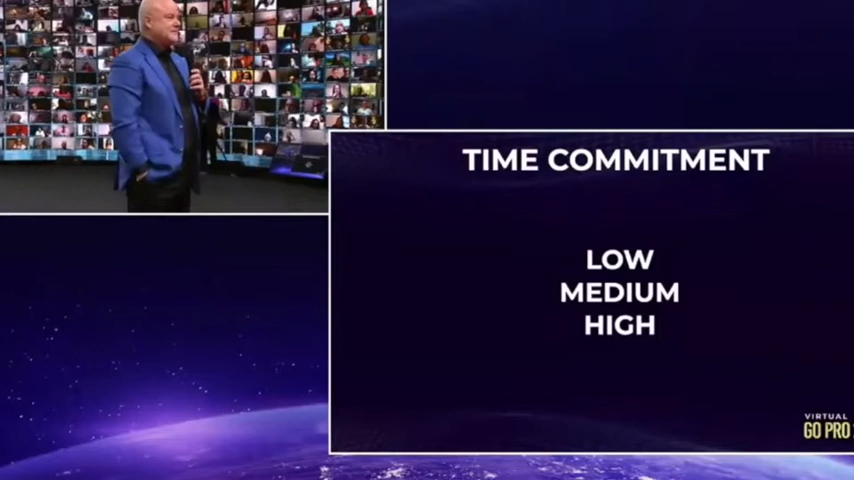 TIME COMMITMENT
LOW
MEDIUM
HIGH
VIRTUAL
GO PRO